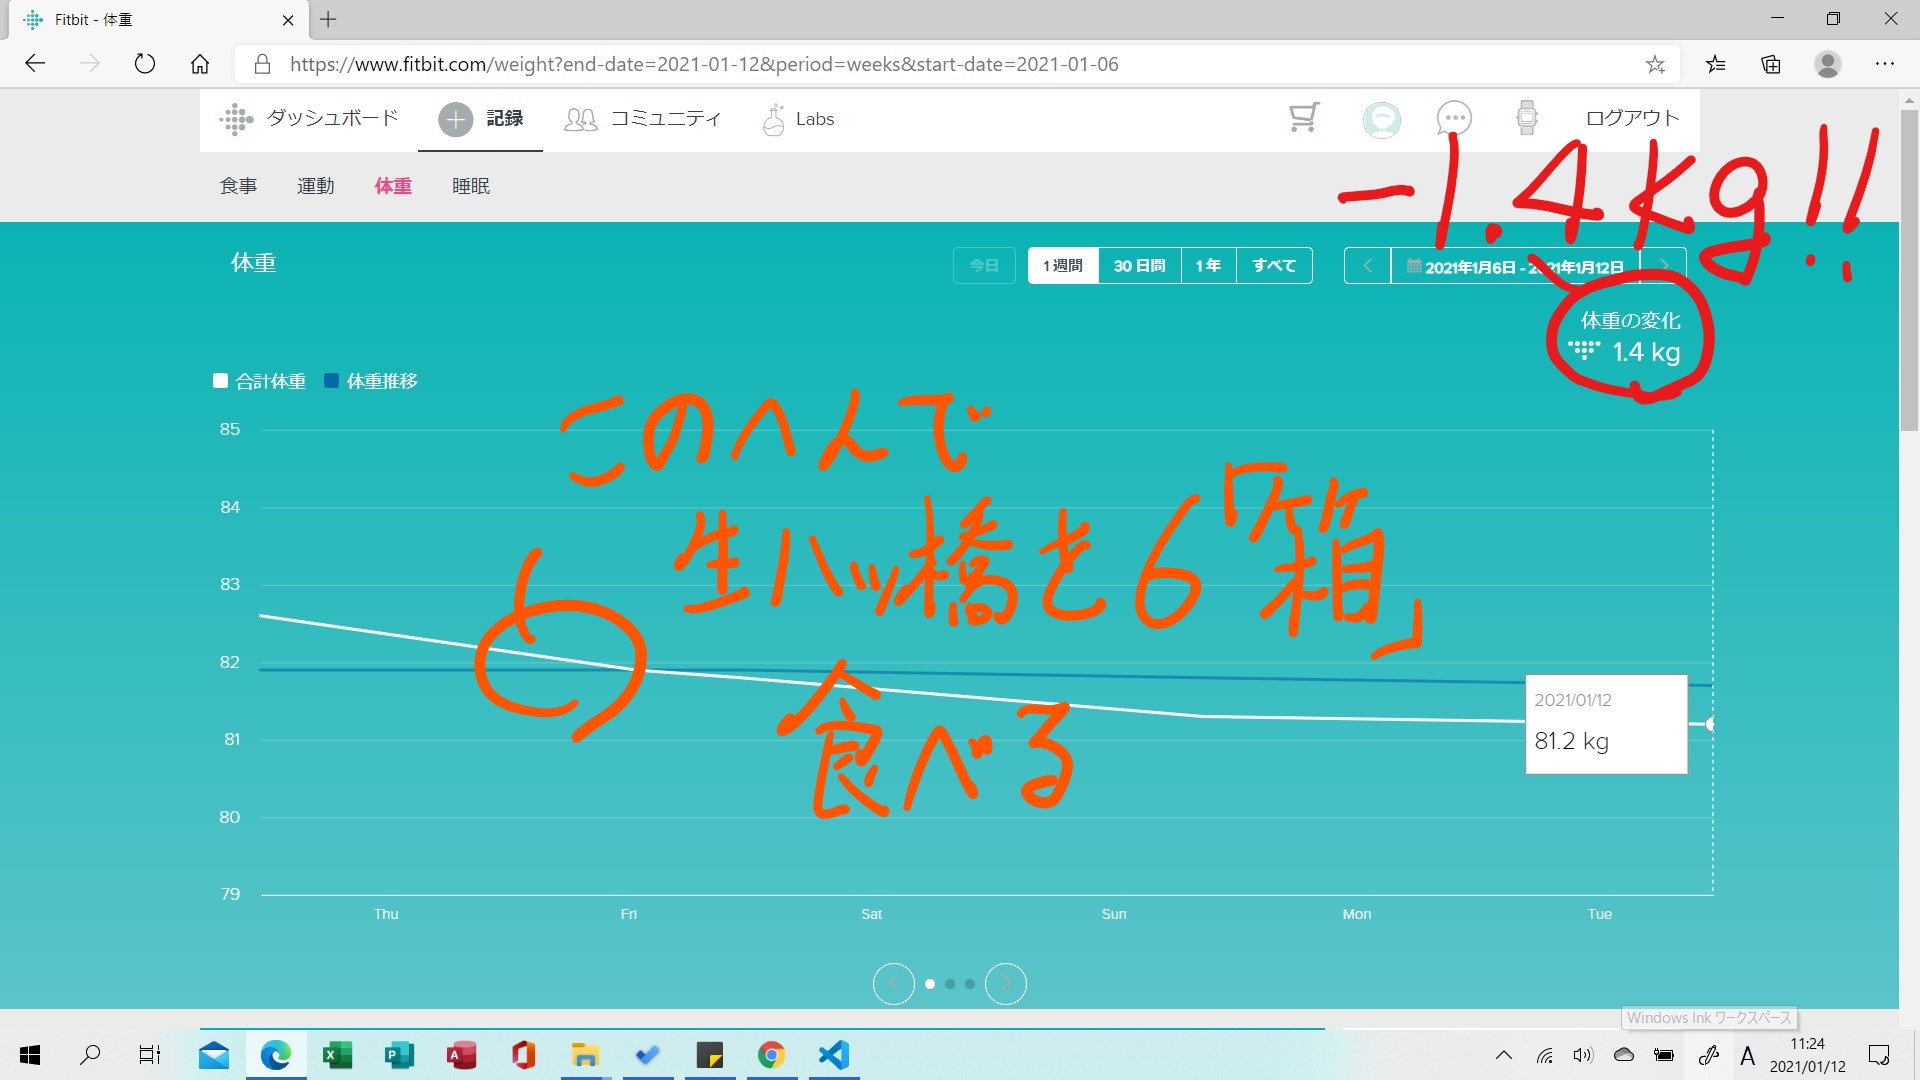 Fitbit - 体重
https://www.fitbit.com/weight?end-date=2021-01-12&period=weeks&start-date=2021-01-06
ダッシュボード 記録 コミュニティ Labs ログアウト
食事 運動 体重 睡眠
-1.4kg!!
体重 今日 1週間 30日間 1年 すべて 2021年1月6日 - 2021年1月12日
体重の変化
1.4 kg
合計体重 体重推移
このへんで
生八ッ橋を6「箱」
食べる
85
84
83
82
81
80
79
2021/01/12
81.2 kg
Thu Fri Sat Sun Mon Tue
Windows Ink ワークスペース
A 11:24
2021/01/12